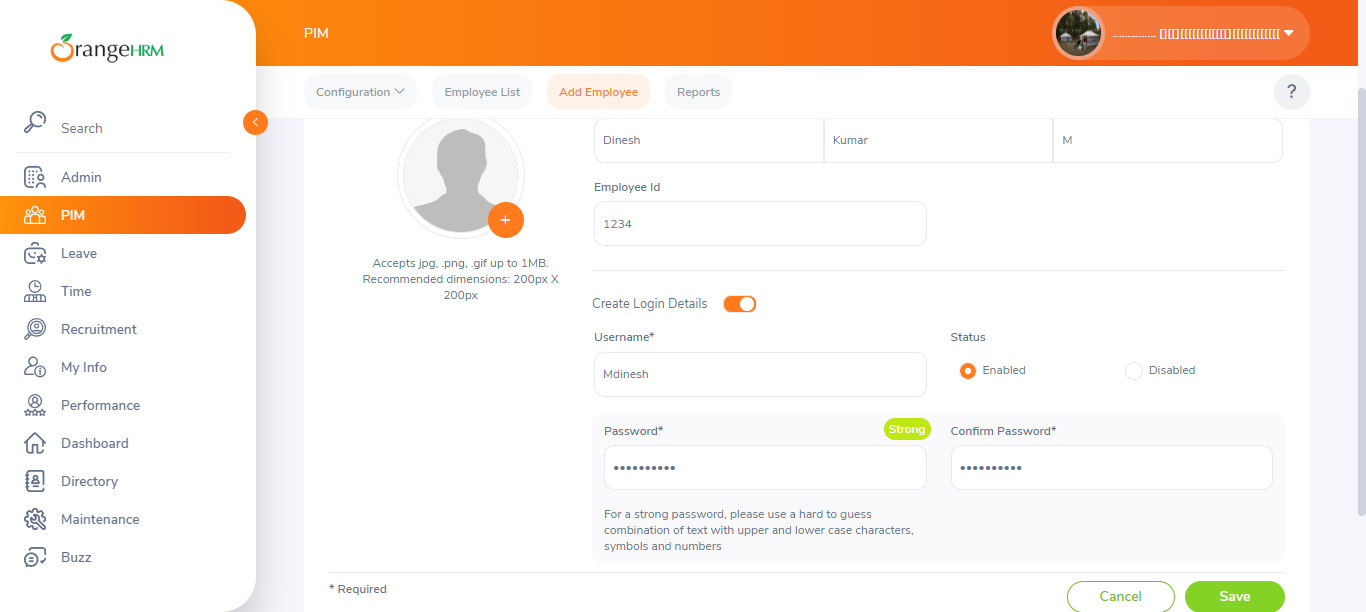 OrangeHRM
PIM
Configuration
Employee List
Add Employee
Reports
?
Search
Admin
PIM
Leave
Time
Recruitment
My Info
Performance
Dashboard
Directory
Maintenance
Buzz
Accepts jpg, .png, .gif up to 1MB.
Recommended dimensions: 200px X
200px
Dinesh
Kumar
M
Employee Id
1234
Create Login Details
Username*
Mdinesh
Status
Enabled
Disabled
Password*
Strong
Confirm Password*
For a strong password, please use a hard to guess
combination of text with upper and lower case characters,
symbols and numbers
* Required
Cancel
Save